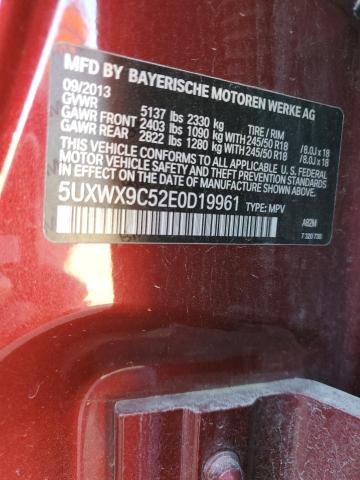 MFD BY BAYERISCHE MOTOREN WERKE AG
09/2013
GVWR 5137 lbs 2330 kg TIRE / RIM
GAWR FRONT 2403 lbs 1090 kg WITH 245/50 R18 / 8.0J x 18
GAWR REAR 2822 lbs 1280 kg WITH 245/50 R18 / 8.0J x 18
THIS VEHICLE CONFORMS TO ALL APPLICABLE U.S. FEDERAL
MOTOR VEHICLE SAFETY, BUMPER, AND THEFT PREVENTION STANDARDS
IN EFFECT ON THE DATE OF MANUFACTURE SHOWN ABOVE.
5UXWX9C52E0D19961 TYPE: MPV